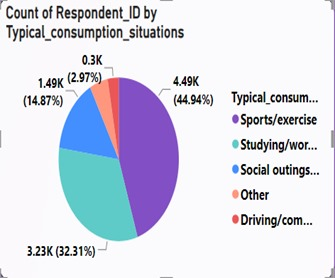 Count of Respondent_ID by
Typical_consumption_situations
0.3K
(2.97%)
1.49K
(14.87%)
4.49K
(44.94%)
3.23K (32.31%)
Typical_consum...
Sports/exercise
Studying/wor...
Social outings...
Other
Driving/com...